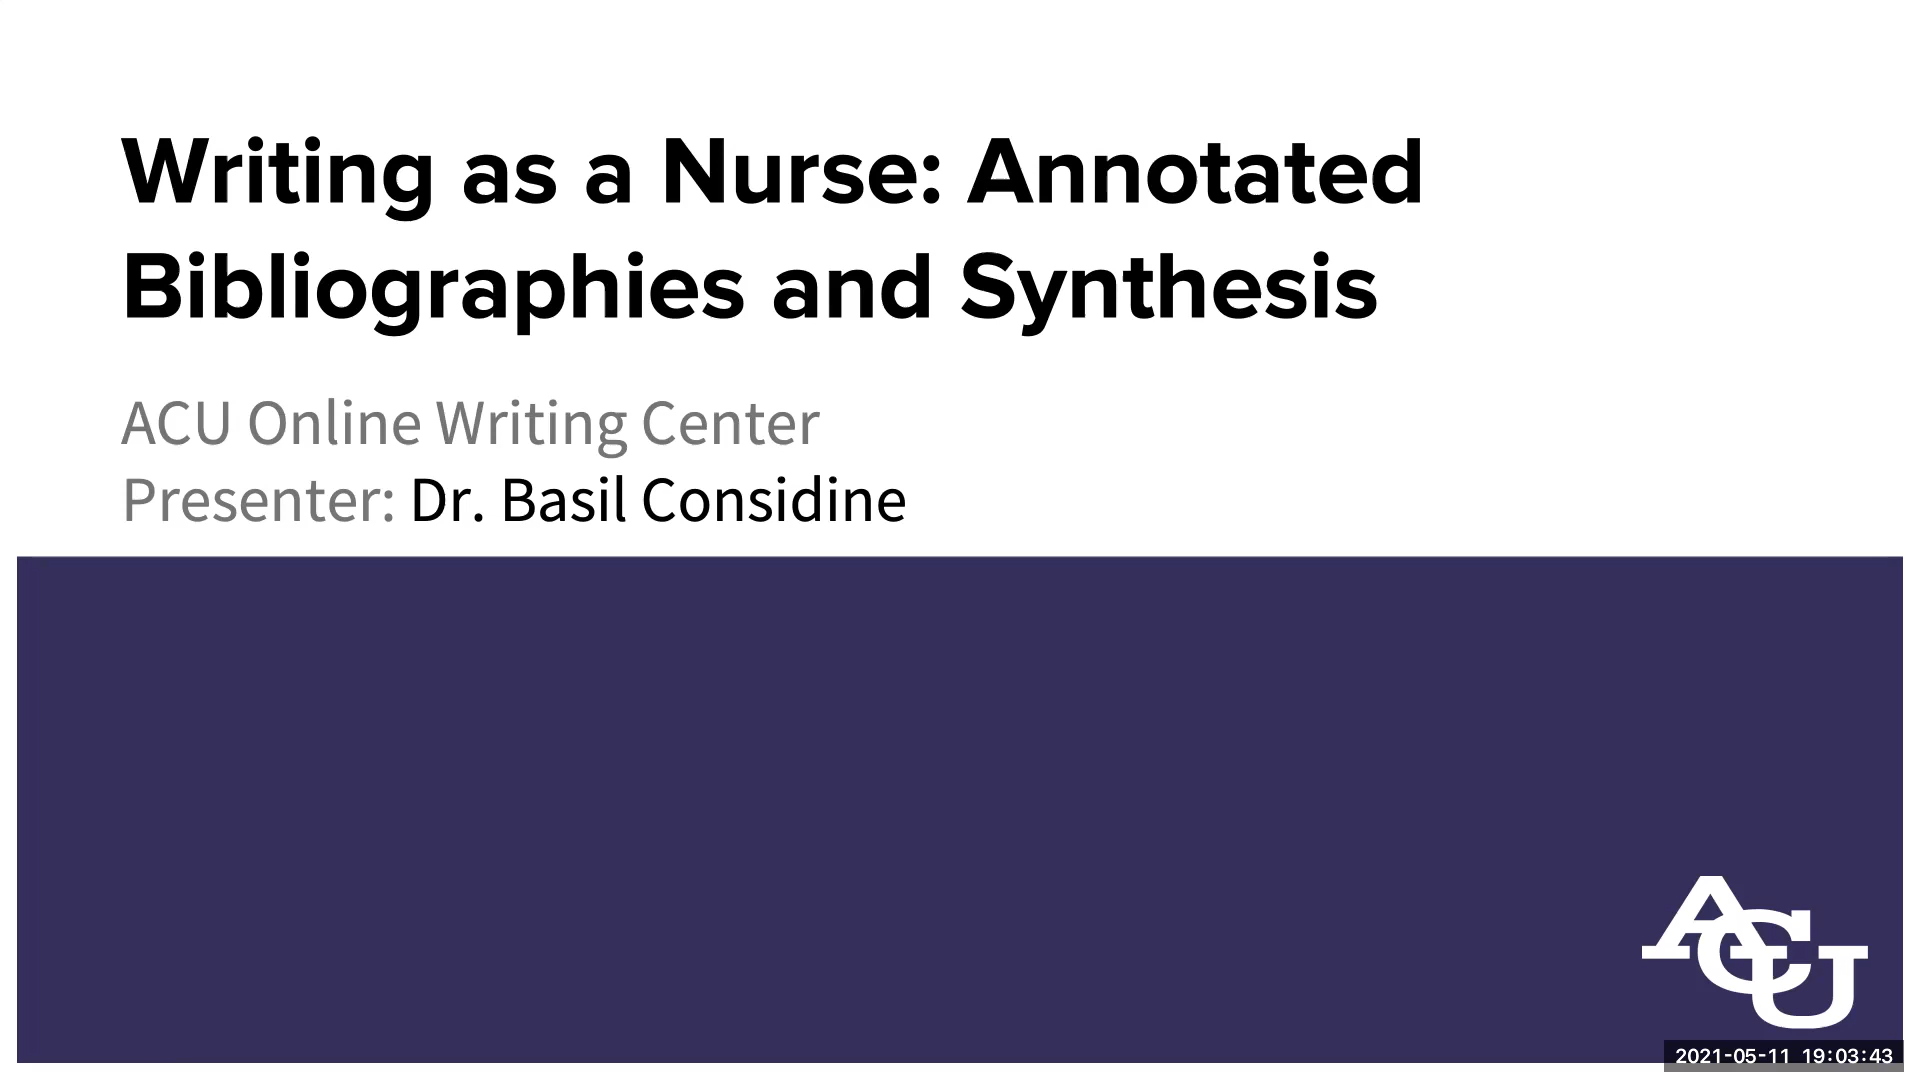 Writing as a Nurse: Annotated
Bibliographies and Synthesis
ACU Online Writing Center
Presenter: Dr. Basil Considine
ACU
2021-05-11 19:03:43